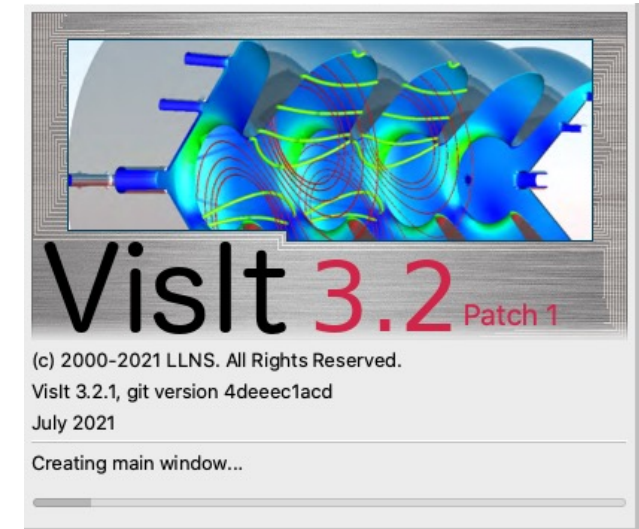 VisIt 3.2 Patch 1
(c) 2000-2021 LLNS. All Rights Reserved.
VisIt 3.2.1, git version 4deeec1acd
July 2021
Creating main window...